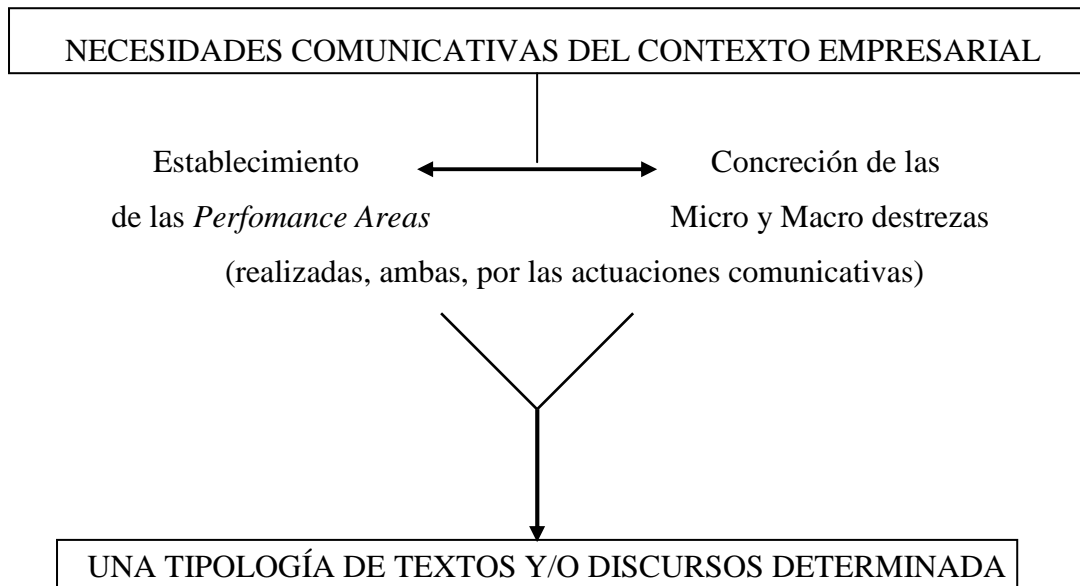 NECESIDADES COMUNICATIVAS DEL CONTEXTO EMPRESARIAL
Establecimiento
de las Perfomance Areas
Concreción de las
Micro y Macro destrezas
(realizadas, ambas, por las actuaciones comunicativas)
UNA TIPOLOGÍA DE TEXTOS Y/O DISCURSOS DETERMINADA